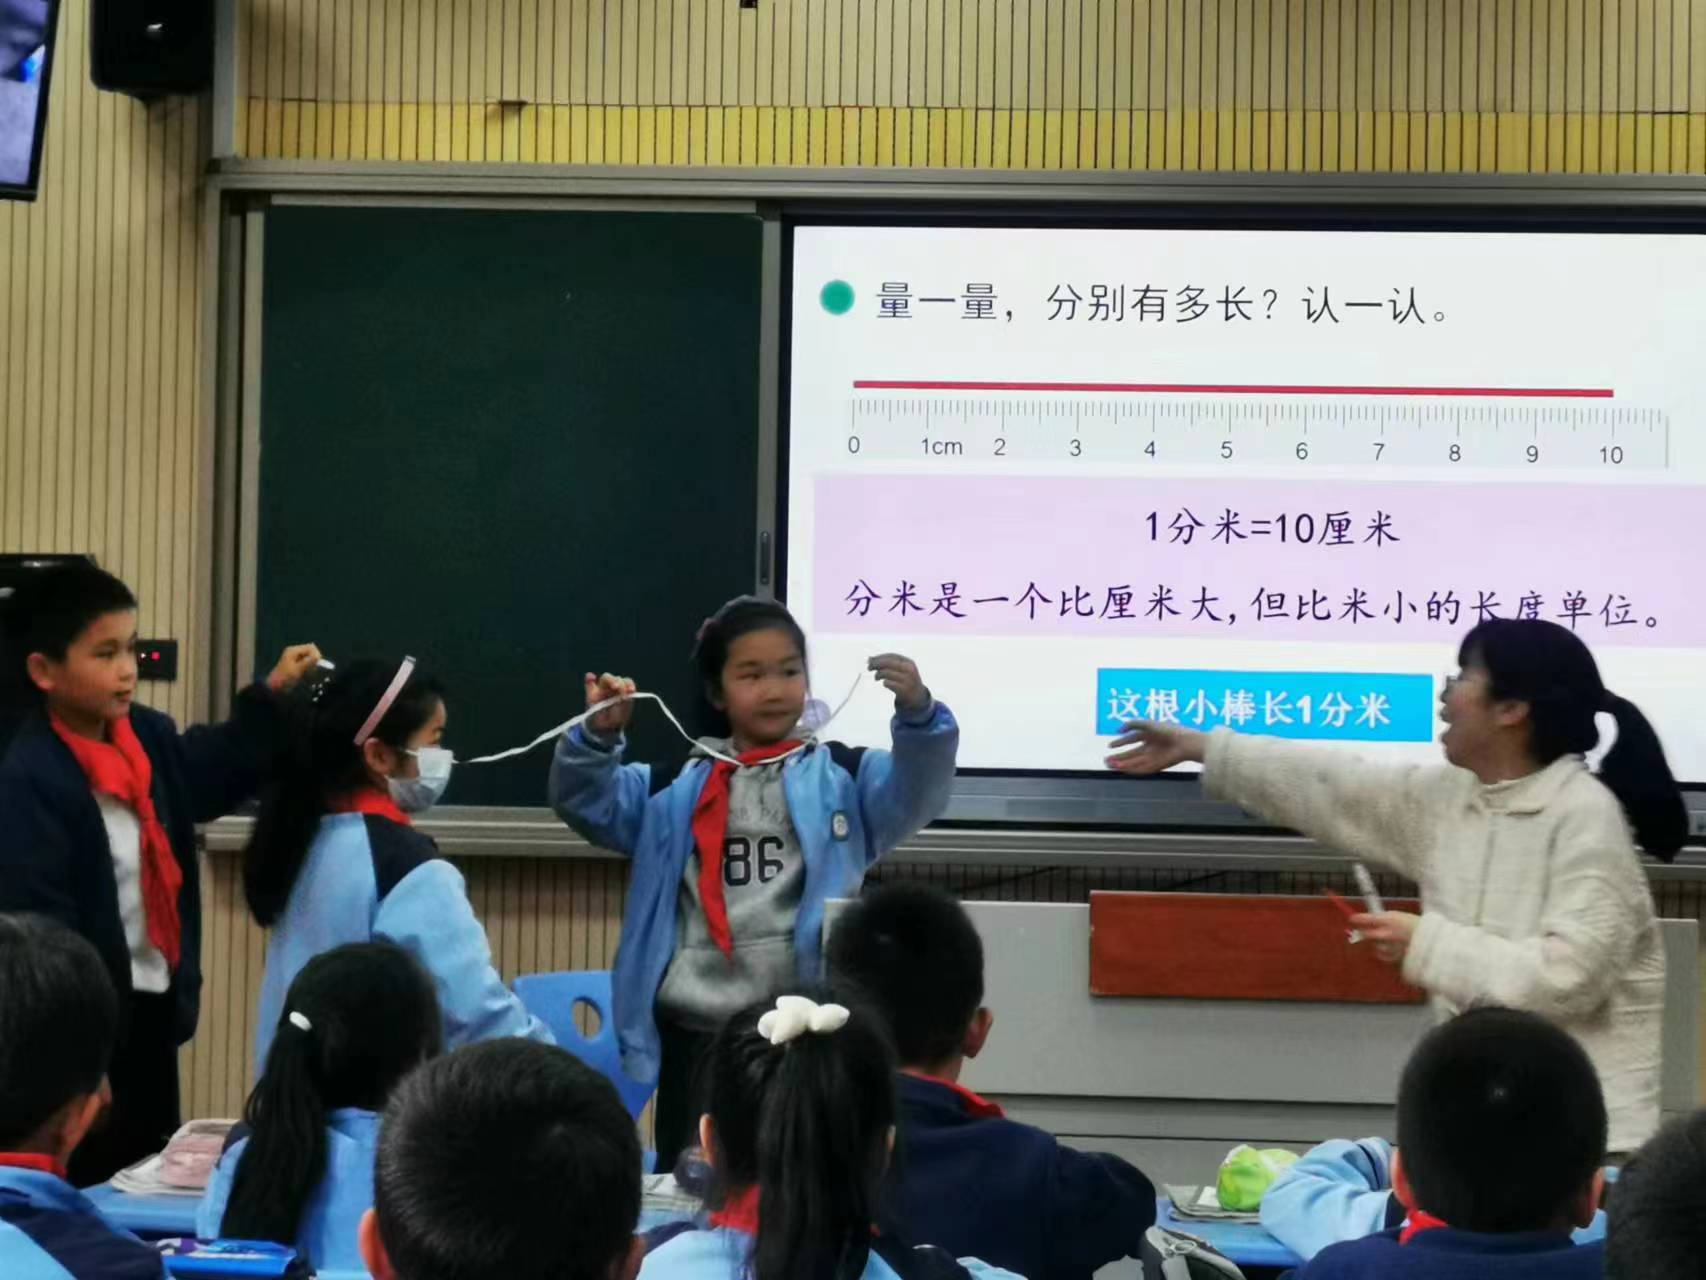 量一量，分别有多长？认一认。
0 1cm 2 3 4 5 6 7 8 9 10
1分米=10厘米
分米是一个比厘米大,但比米小的长度单位。
这根小棒长1分米
86